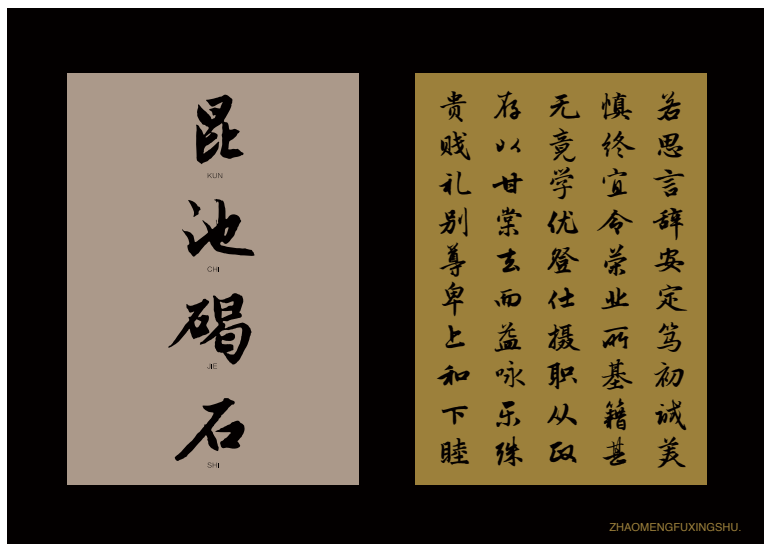 昆
KUN
池
CHI
碣
JIE
石
SHI
若思言辞安定笃初诚美
慎终宜令荣业所基籍甚
无竟学优登仕摄职从政
存以甘棠去而益咏乐殊
贵贱礼别尊卑上和下睦
ZHAOMENGFUXINGSHU.